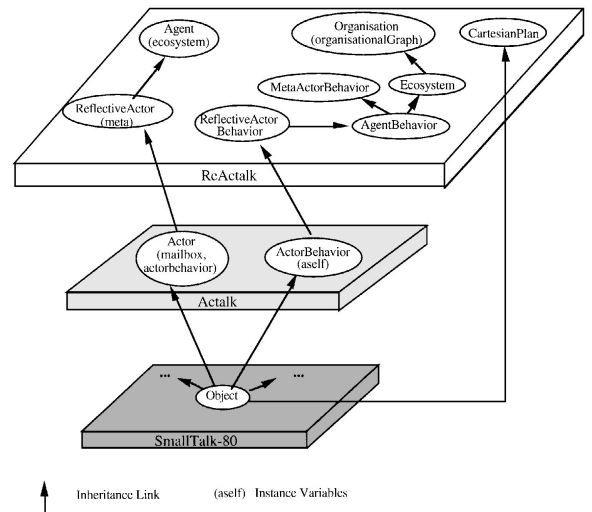 Agent
(ecosystem)
Organisation
(organisationalGraph)
CartesianPlan
MetaActorBehavior
Ecosystem
ReflectiveActor
(meta)
ReflectiveActor
Behavior
AgentBehavior
RcActalk
Actor
(mailbox,
actorbehavior)
ActorBehavior
(aself)
Actalk
...
...
Object
SmallTalk-80
Inheritance Link
(aself) Instance Variables